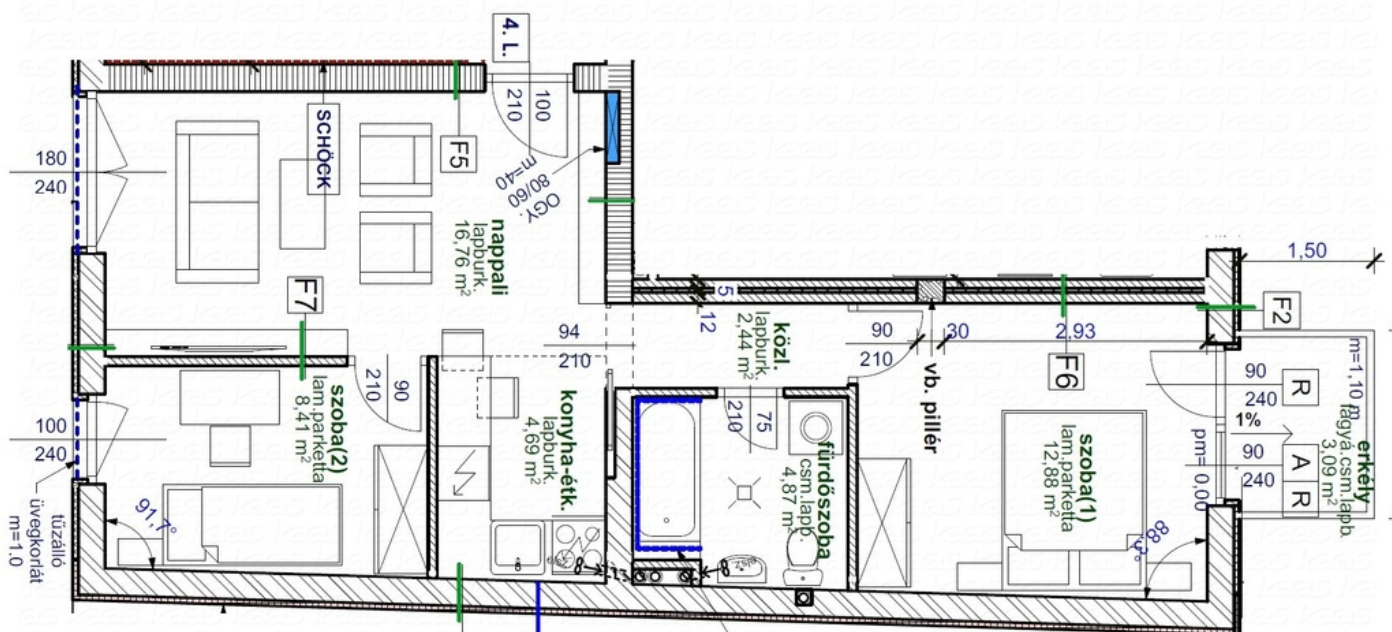 4. L.
100
210
SCHÖCK
F5
ÖGY.
80/60
m=40
180
240
nappali
lapburk.
16,76 m²
F7
1,50
F2
5
12
94
210
közl.
lapburk.
2,44 m²
90
210
30
2,93
vb. pillér
F6
m=1,10 m
90
240
R
1%
90
240
A
R
pm= 0,00
erkély
fagyá.csm.lapb.
3,09 m²
szoba(2)
lam.parketta
8,41 m²
90
210
konyha-étk.
lapburk.
4,69 m²
75
210
fürdőszoba
csm.lapb.
4,87 m²
szoba(1)
lam.parketta
12,88 m²
100
240
91,7°
88,3°
tűzálló
üvegkorlát
m=1.0